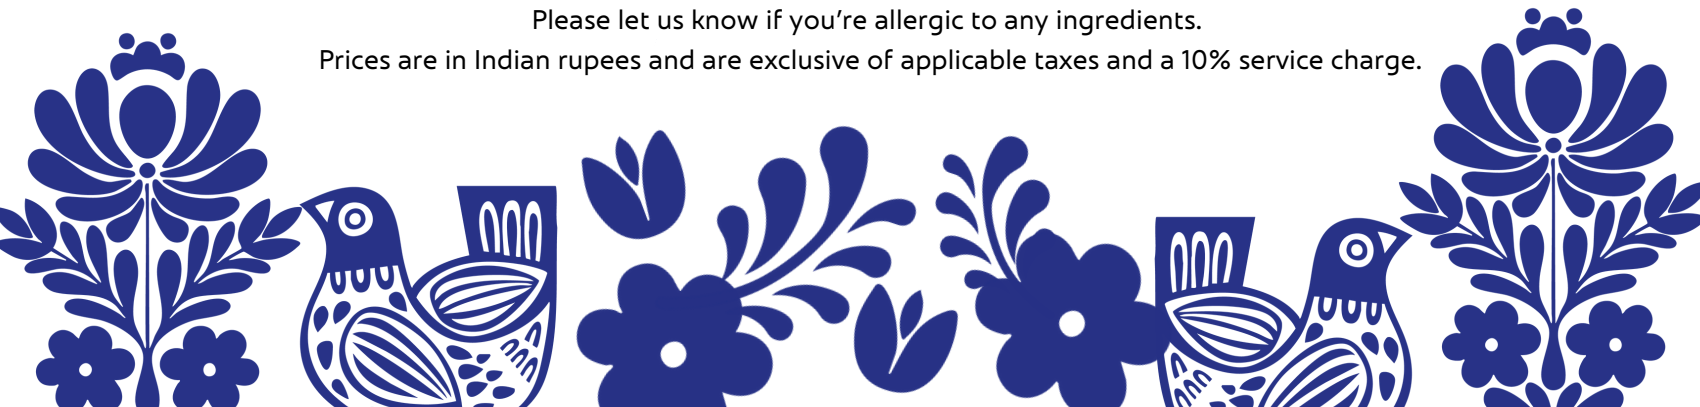 Please let us know if you’re allergic to any ingredients.
Prices are in Indian rupees and are exclusive of applicable taxes and a 10% service charge.